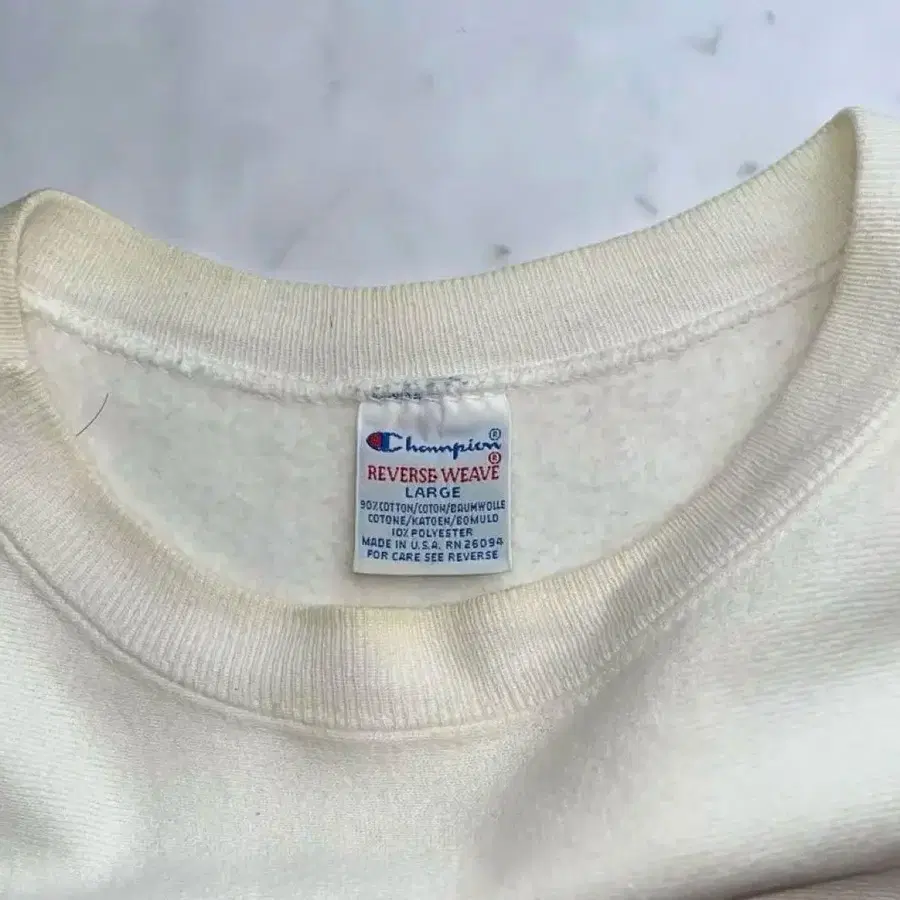 Champion®
REVERSE WEAVE®
LARGE
90% COTTON/COTON/BAUMWOLLE
COTONE/KATOEN/BOMULD
10% POLYESTER
MADE IN U.S.A. RN 26094
FOR CARE SEE REVERSE